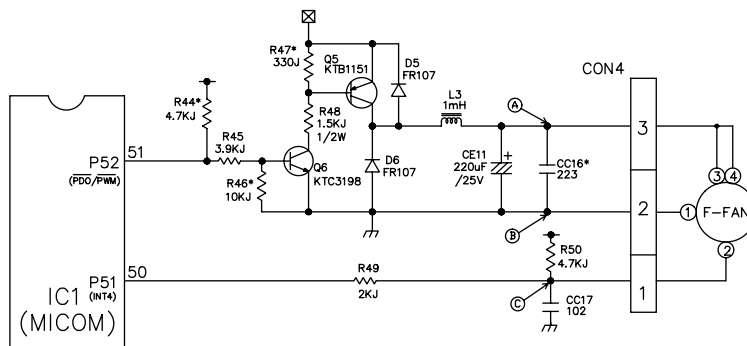 R47*
330J
Q5
KTB1151
D5
FR107
CON4
R44*
4.7KJ
R48
1.5KJ
1/2W
L3
1mH
A
3
51
P52
(PDO/PWM)
R45
3.9KJ
Q6
KTC3198
D6
FR107
CE11
220uF
/25V
+
CC16*
223
3
4
R46*
10KJ
2
1
F-FAN
B
2
50
P51
(INT4)
IC1
(MICOM)
R49
2KJ
R50
4.7KJ
C
CC17
102
1